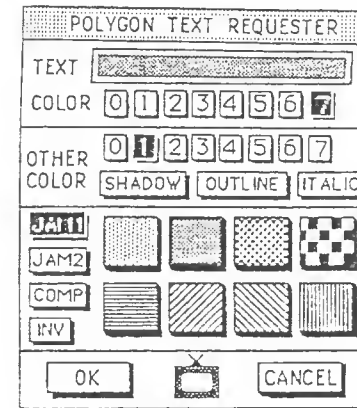 POLYGON TEXT REQUESTER
TEXT
COLOR 0 1 2 3 4 5 6 7
OTHER COLOR 0 1 2 3 4 5 6 7
SHADOW OUTLINE ITALIC
JAM1
JAM2
COMP
INV
OK CANCEL